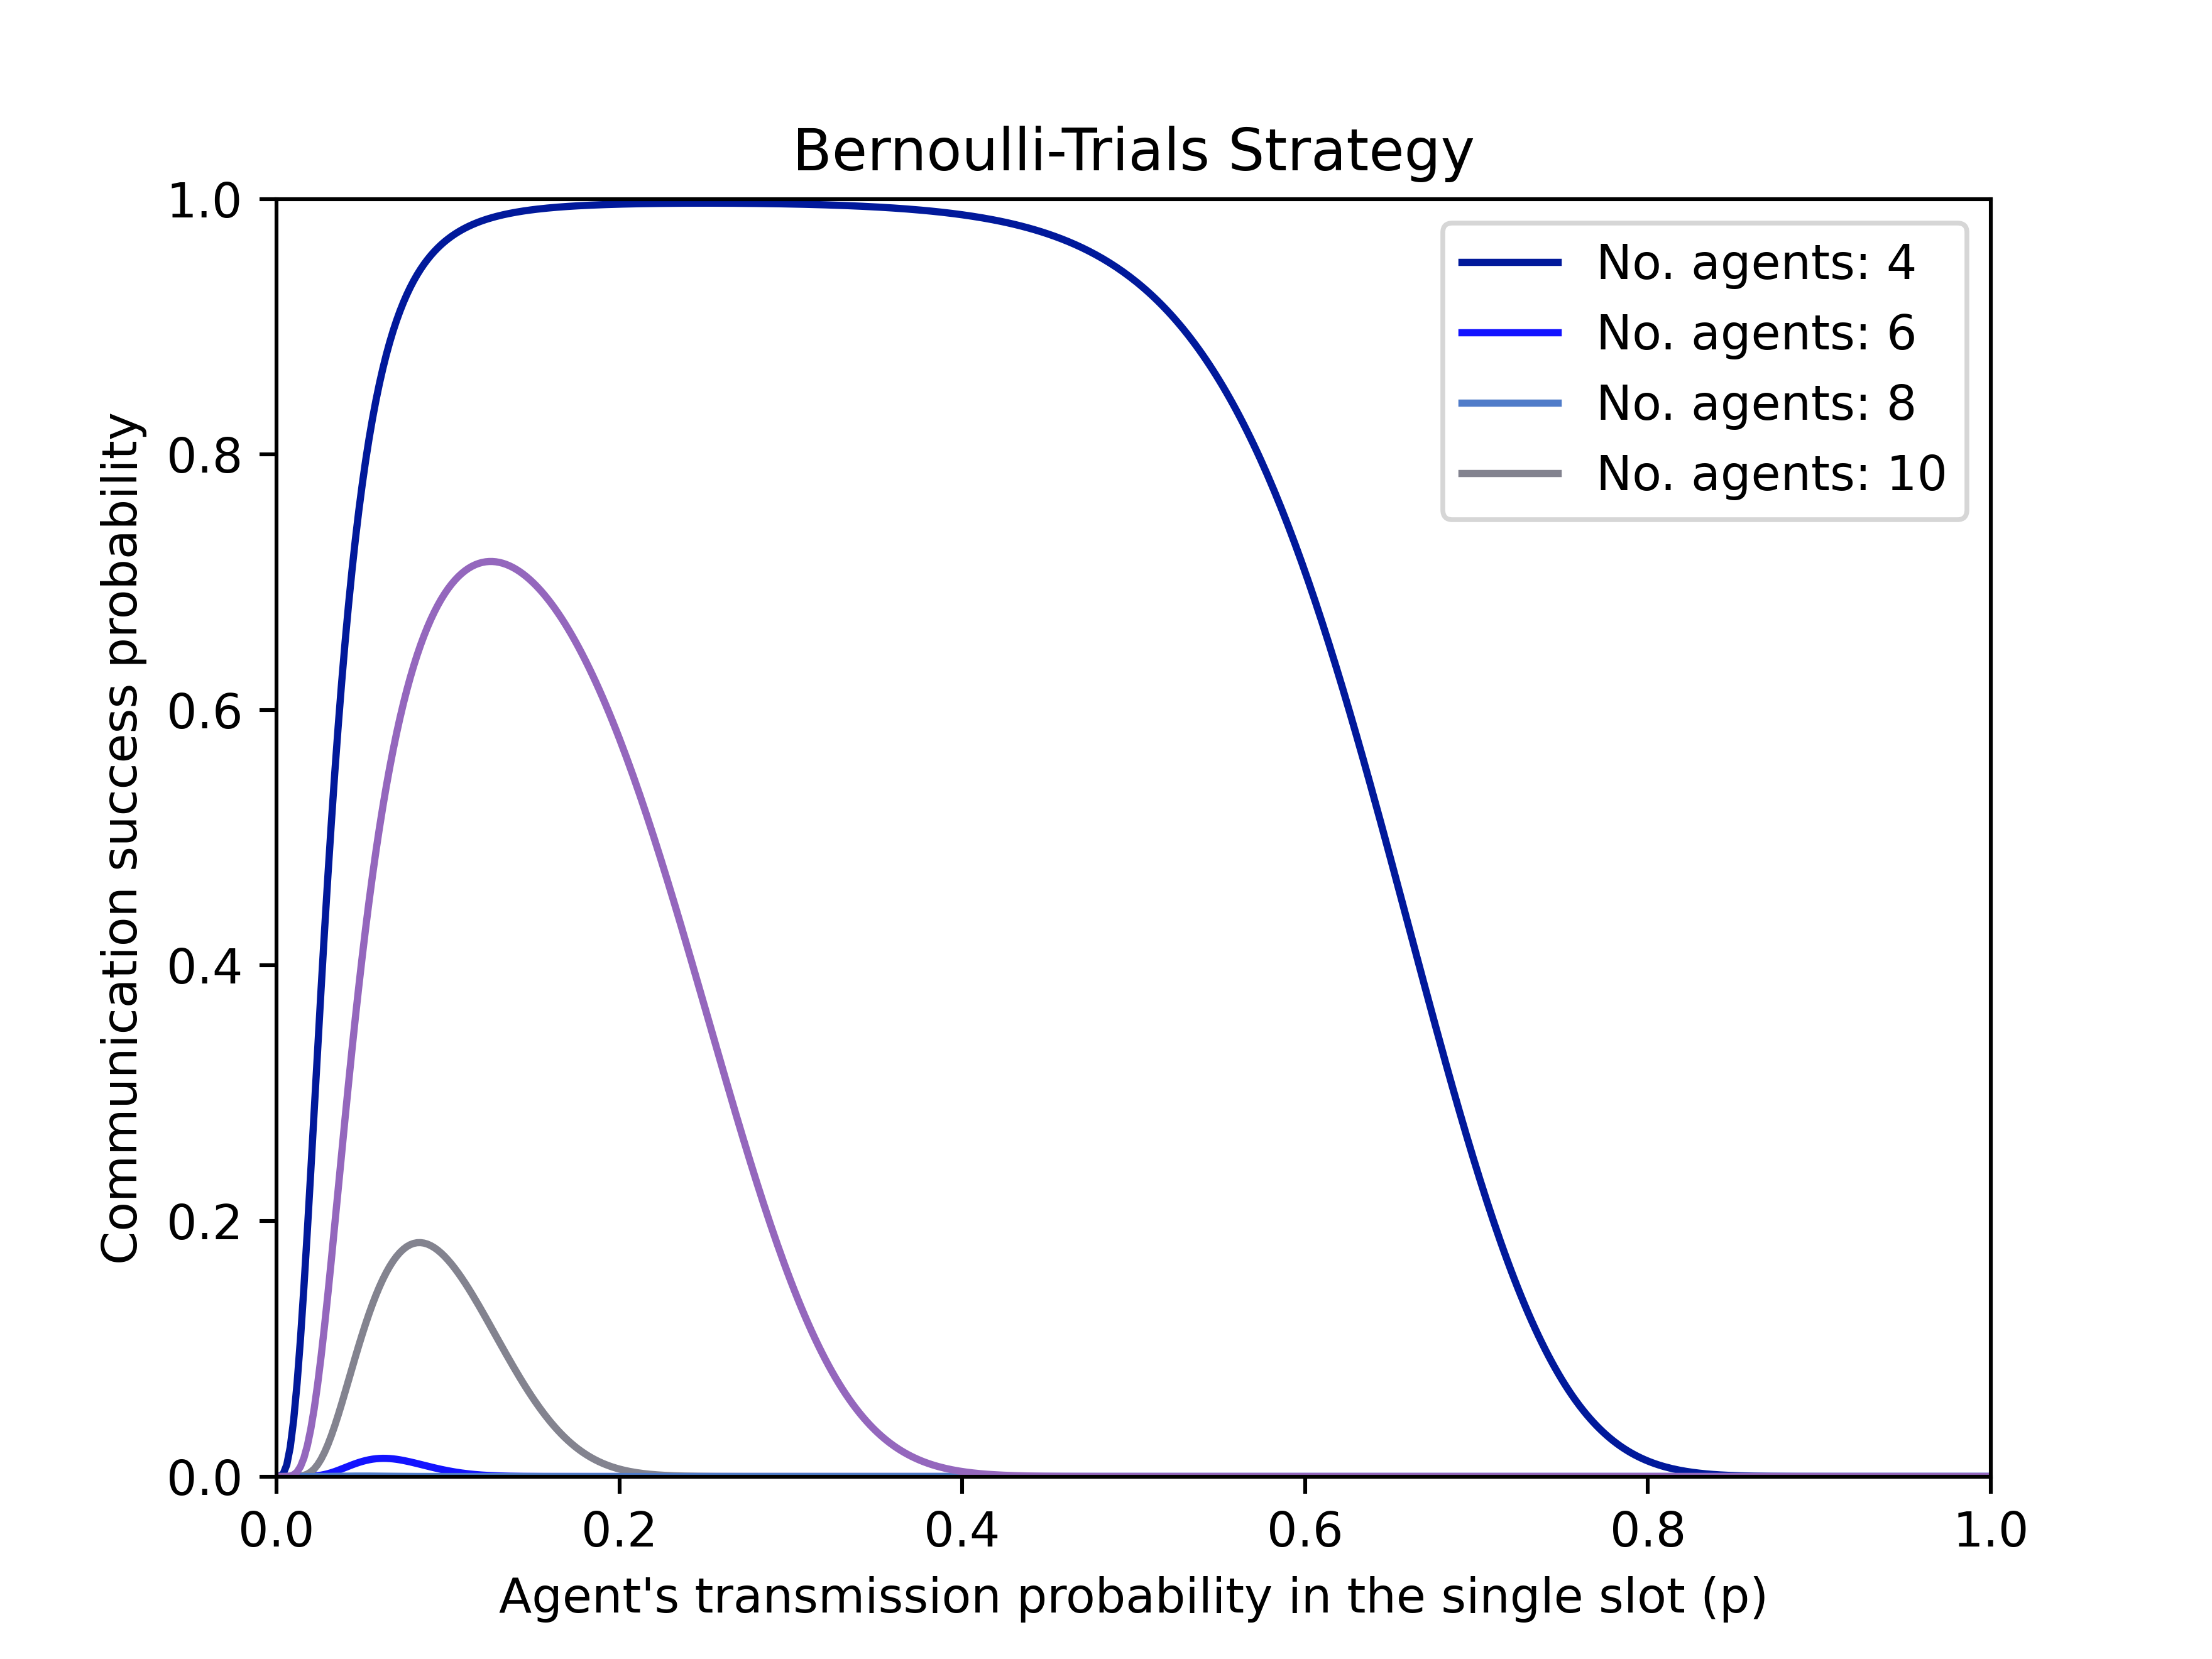 Bernoulli-Trials Strategy
1.0
0.8
0.6
0.4
0.2
0.0
Communication success probability
No. agents: 4
No. agents: 6
No. agents: 8
No. agents: 10
0.0 0.2 0.4 0.6 0.8 1.0
Agent's transmission probability in the single slot (p)